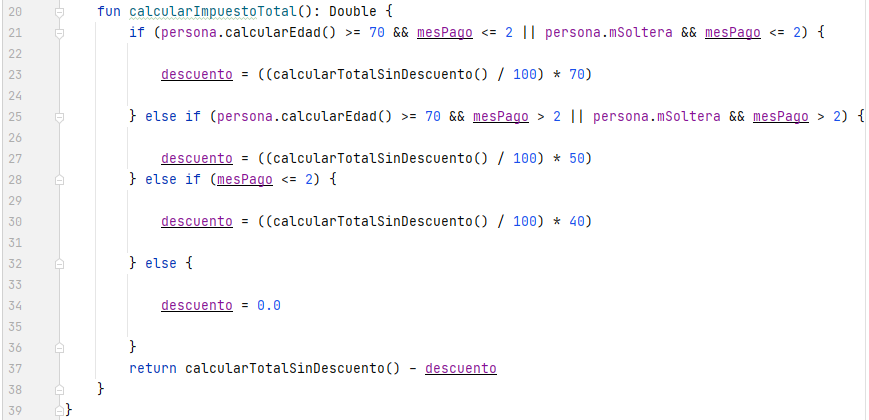 20 fun calcularImpuestoTotal(): Double {
21 if (persona.calcularEdad() >= 70 && mesPago <= 2 || persona.mSoltera && mesPago <= 2) {
22
23 descuento = ((calcularTotalSinDescuento() / 100) * 70)
24
25 } else if (persona.calcularEdad() >= 70 && mesPago > 2 || persona.mSoltera && mesPago > 2) {
26
27 descuento = ((calcularTotalSinDescuento() / 100) * 50)
28 } else if (mesPago <= 2) {
29
30 descuento = ((calcularTotalSinDescuento() / 100) * 40)
31
32 } else {
33
34 descuento = 0.0
35
36 }
37 return calcularTotalSinDescuento() - descuento
38 }
39 }